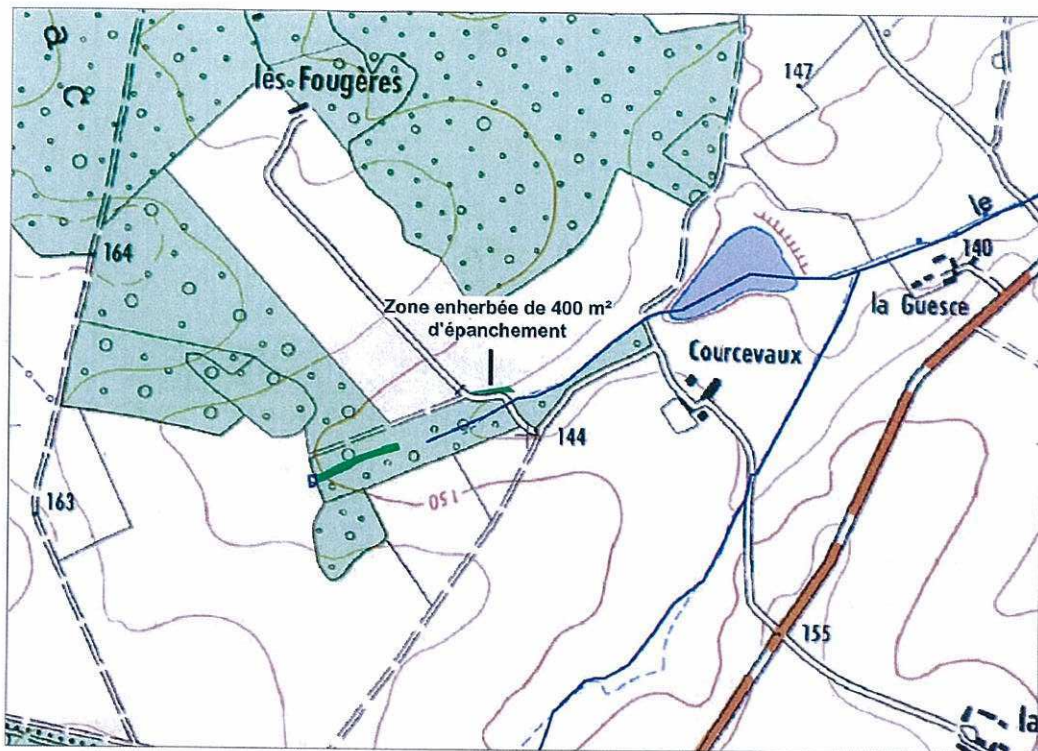 a
c
les Fougères
147
164
le
140
la Guesce
Zone enherbée de 400 m²
d'épanchement
Courcevaux
144
150
163
155
la